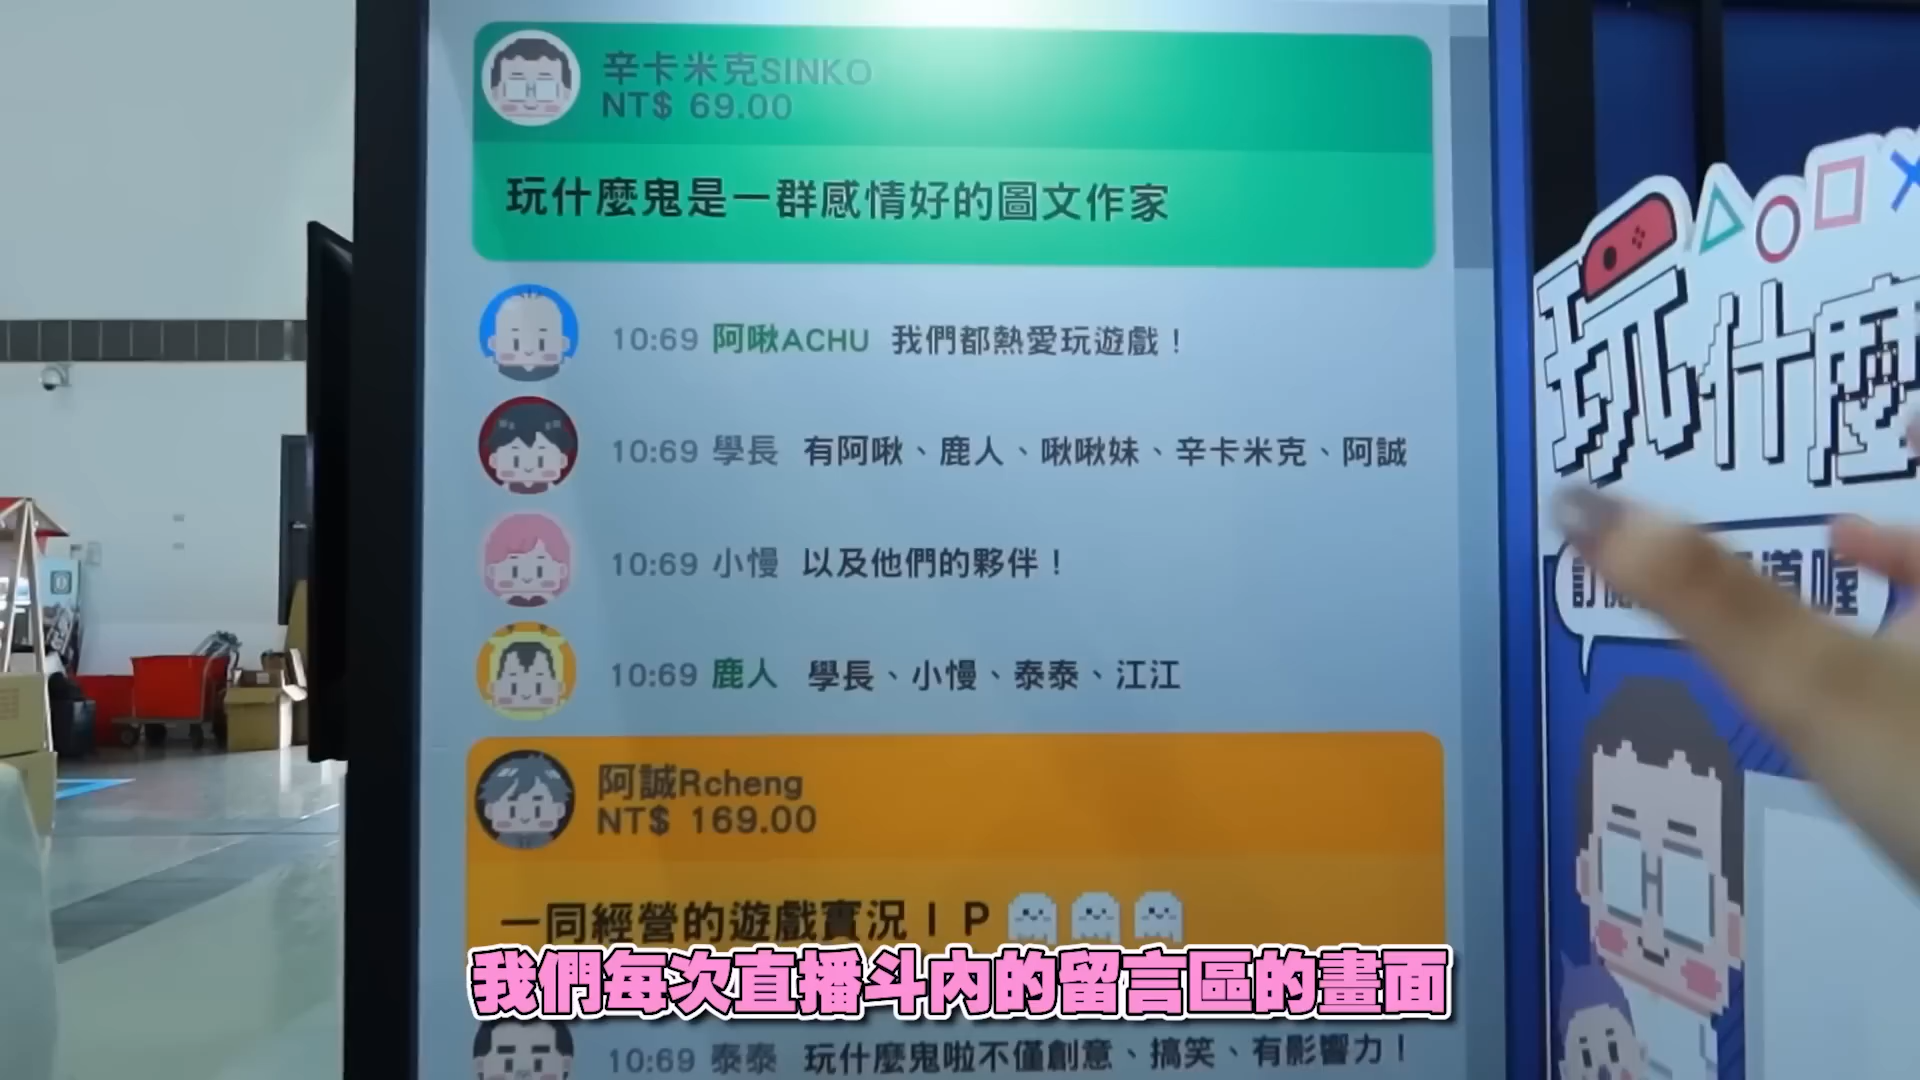 辛卡米克SINKO
NT$ 69.00
玩什麼鬼是一群感情好的圖文作家
10:69 阿啾ACHU 我們都熱愛玩遊戲！
10:69 學長 有阿啾、鹿人、啾啾妹、辛卡米克、阿誠
10:69 小慢 以及他們的夥伴！
10:69 鹿人 學長、小慢、泰泰、江江
阿誠Rcheng
NT$ 169.00
一同經營的遊戲實況IP
我們每次直播斗內的留言區的畫面
10:69 泰泰 玩什麼鬼啦不僅創意、搞笑、有影響力！
玩什麼